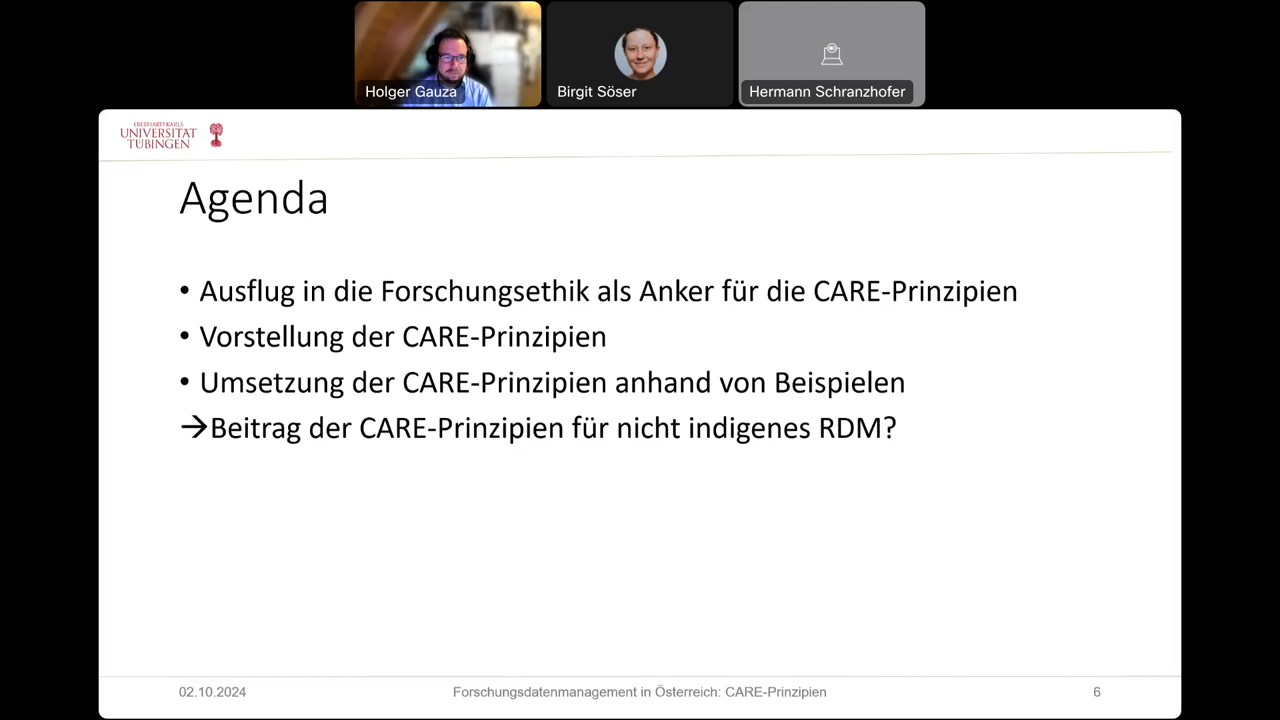 Holger Gauza
Birgit Söser
Hermann Schranzhofer
EBERHARD KARLS
UNIVERSITÄT
TÜBINGEN
Agenda
• Ausflug in die Forschungsethik als Anker für die CARE-Prinzipien
• Vorstellung der CARE-Prinzipien
• Umsetzung der CARE-Prinzipien anhand von Beispielen
→Beitrag der CARE-Prinzipien für nicht indigenes RDM?
02.10.2024
Forschungsdatenmanagement in Österreich: CARE-Prinzipien
6